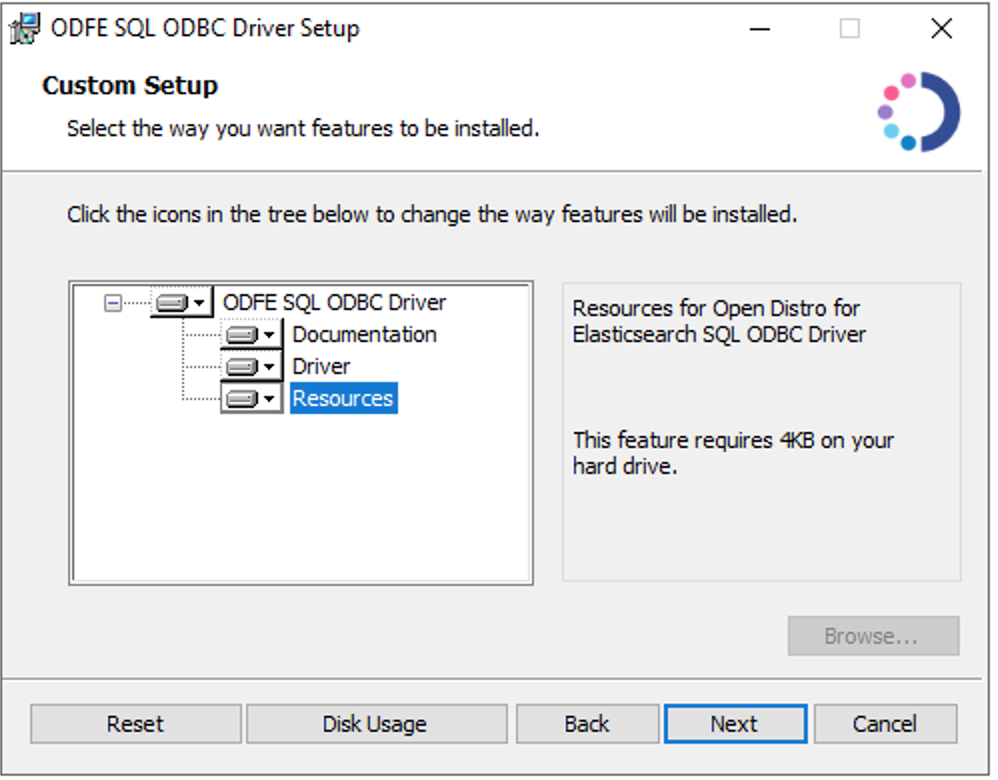 ODFE SQL ODBC Driver Setup
Custom Setup
Select the way you want features to be installed.
Click the icons in the tree below to change the way features will be installed.
ODFE SQL ODBC Driver
Documentation
Driver
Resources
Resources for Open Distro for
Elasticsearch SQL ODBC Driver
This feature requires 4KB on your
hard drive.
Browse...
Reset
Disk Usage
Back
Next
Cancel